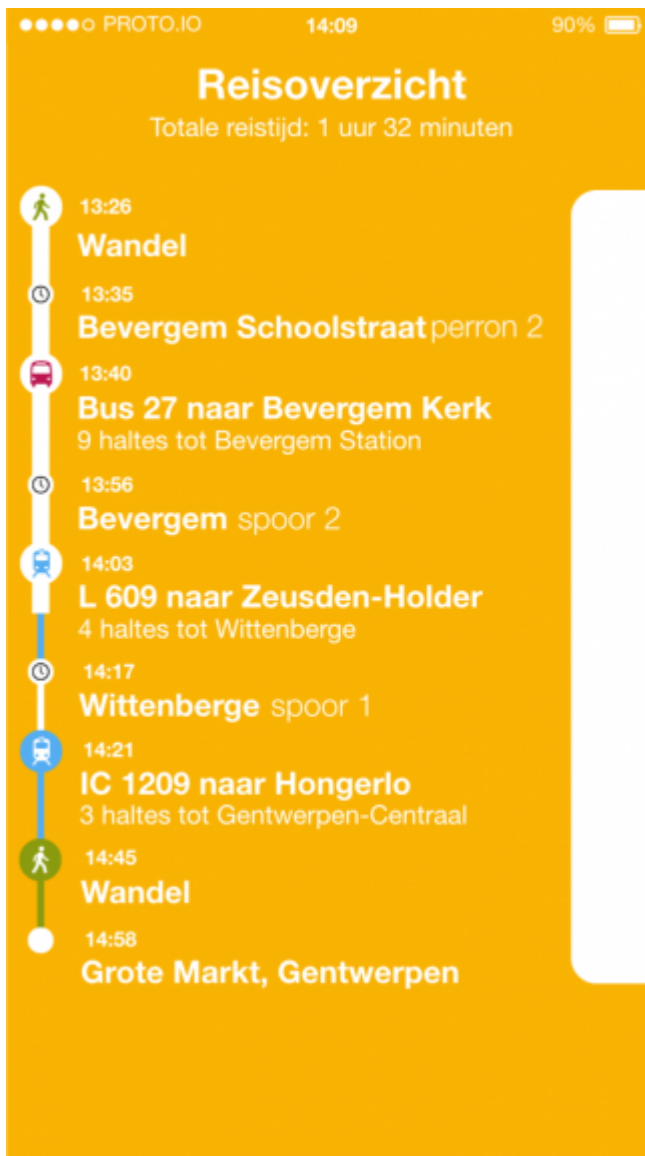 PROTO.IO 14:09 90%
Reisoverzicht
Totale reistijd: 1 uur 32 minuten
13:26
Wandel
13:35
Bevergem Schoolstraat perron 2
13:40
Bus 27 naar Bevergem Kerk
9 haltes tot Bevergem Station
13:56
Bevergem spoor 2
14:03
L 609 naar Zeusden-Holder
4 haltes tot Wittenberge
14:17
Wittenberge spoor 1
14:21
IC 1209 naar Hongerlo
3 haltes tot Gentwerpen-Centraal
14:45
Wandel
14:58
Grote Markt, Gentwerpen